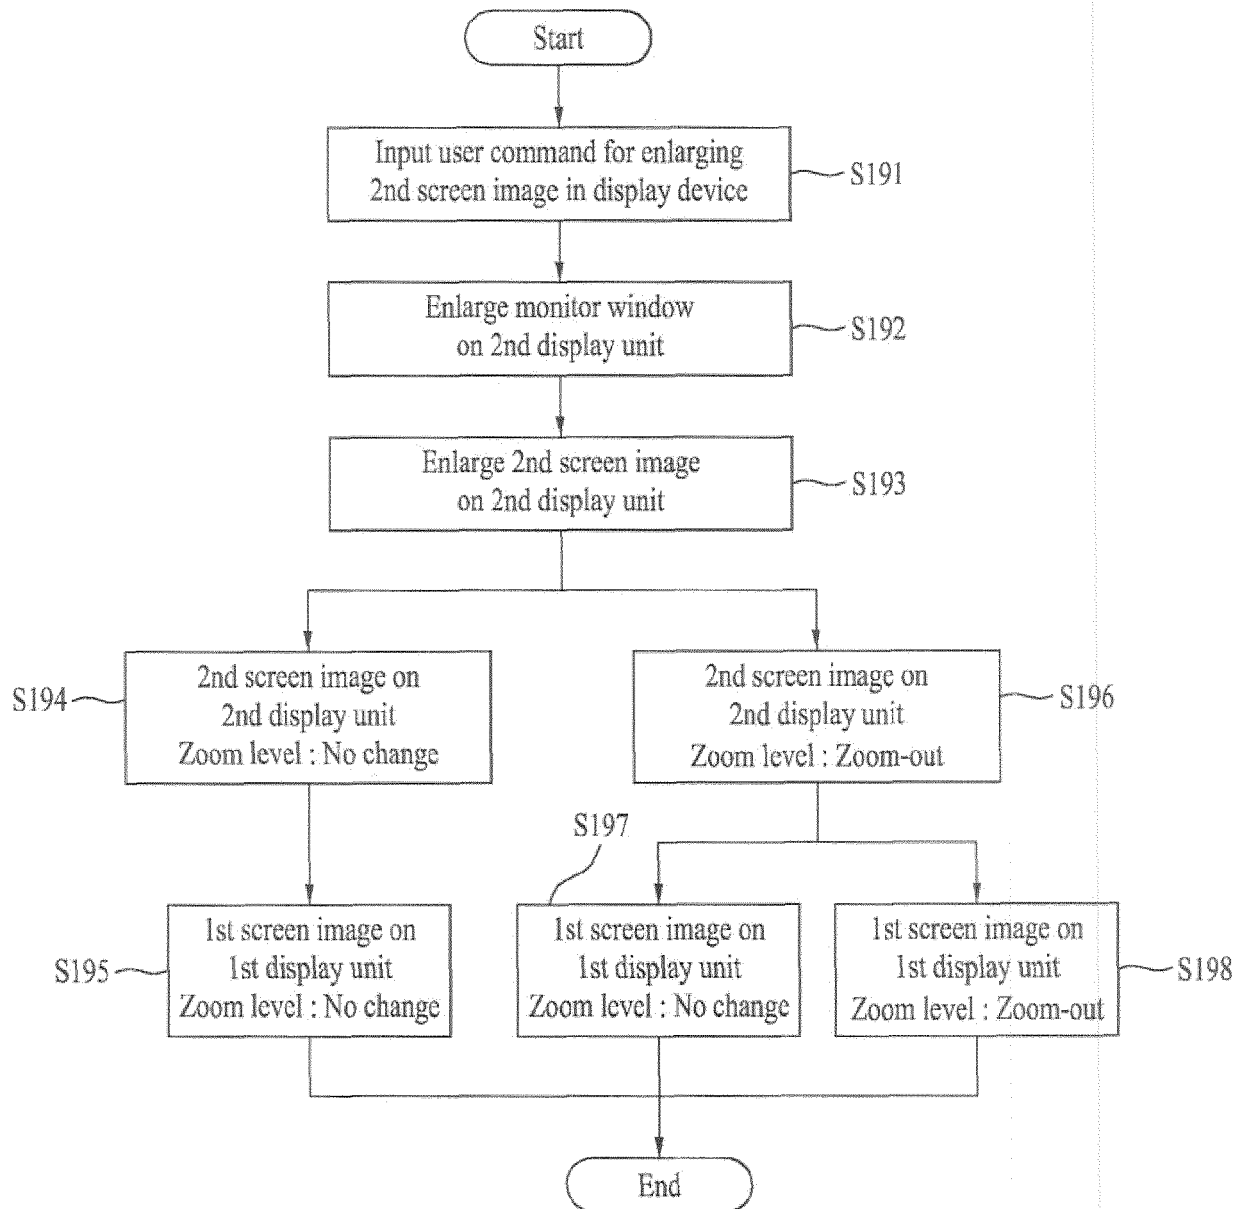 Start
Input user command for enlarging
2nd screen image in display device
S191
Enlarge monitor window
on 2nd display unit
S192
Enlarge 2nd screen image
on 2nd display unit
S193
S194
2nd screen image on
2nd display unit
Zoom level : No change
2nd screen image on
2nd display unit
Zoom level : Zoom-out
S196
S197
S195
1st screen image on
1st display unit
Zoom level : No change
1st screen image on
1st display unit
Zoom level : No change
1st screen image on
1st display unit
Zoom level : Zoom-out
S198
End